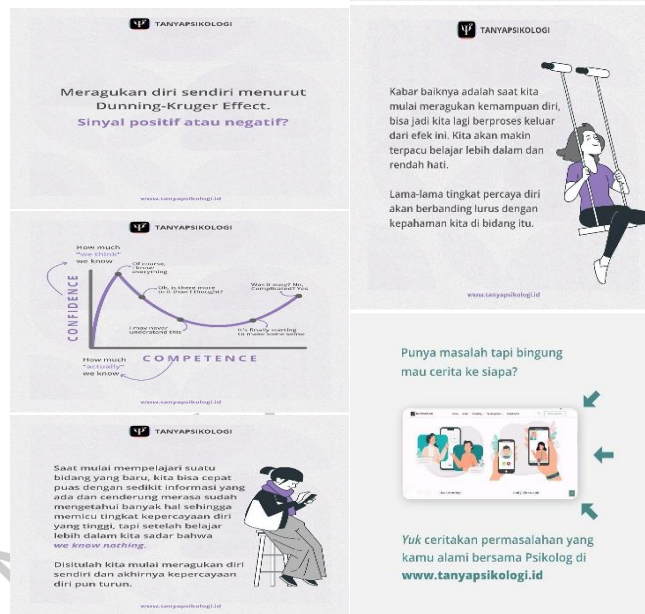 TANYAPSIKOLOGI
Meragukan diri sendiri menurut
Dunning-Kruger Effect.
Sinyal positif atau negatif?
www.tanyapsikologi.id
TANYAPSIKOLOGI
How much
"we think"
we know
Of course,
I know
everything
Oh, is there more
to it than I thought?
Was it easy? No,
Complicated? Yes
I may never
understand this
It's finally starting
to make some sense
CONFIDENCE
How much
"actually"
we know
COMPETENCE
www.tanyapsikologi.id
TANYAPSIKOLOGI
Saat mulai mempelajari suatu
bidang yang baru, kita bisa cepat
puas dengan sedikit informasi yang
ada dan cenderung merasa sudah
mengetahui banyak hal sehingga
memicu tingkat kepercayaan diri
yang tinggi, tapi setelah belajar
lebih dalam kita sadar bahwa
we know nothing.
Disitulah kita mulai meragukan diri
sendiri dan akhirnya kepercayaan
diri pun turun.
www.tanyapsikologi.id
TANYAPSIKOLOGI
Kabar baiknya adalah saat kita
mulai meragukan kemampuan diri,
bisa jadi kita lagi berproses keluar
dari efek ini. Kita akan makin
terpacu belajar lebih dalam dan
rendah hati.
Lama-lama tingkat percaya diri
akan berbanding lurus dengan
kepahaman kita di bidang itu.
www.tanyapsikologi.id
Punya masalah tapi bingung
mau cerita ke siapa?
Yuk ceritakan permasalahan yang
kamu alami bersama Psikolog di
www.tanyapsikologi.id